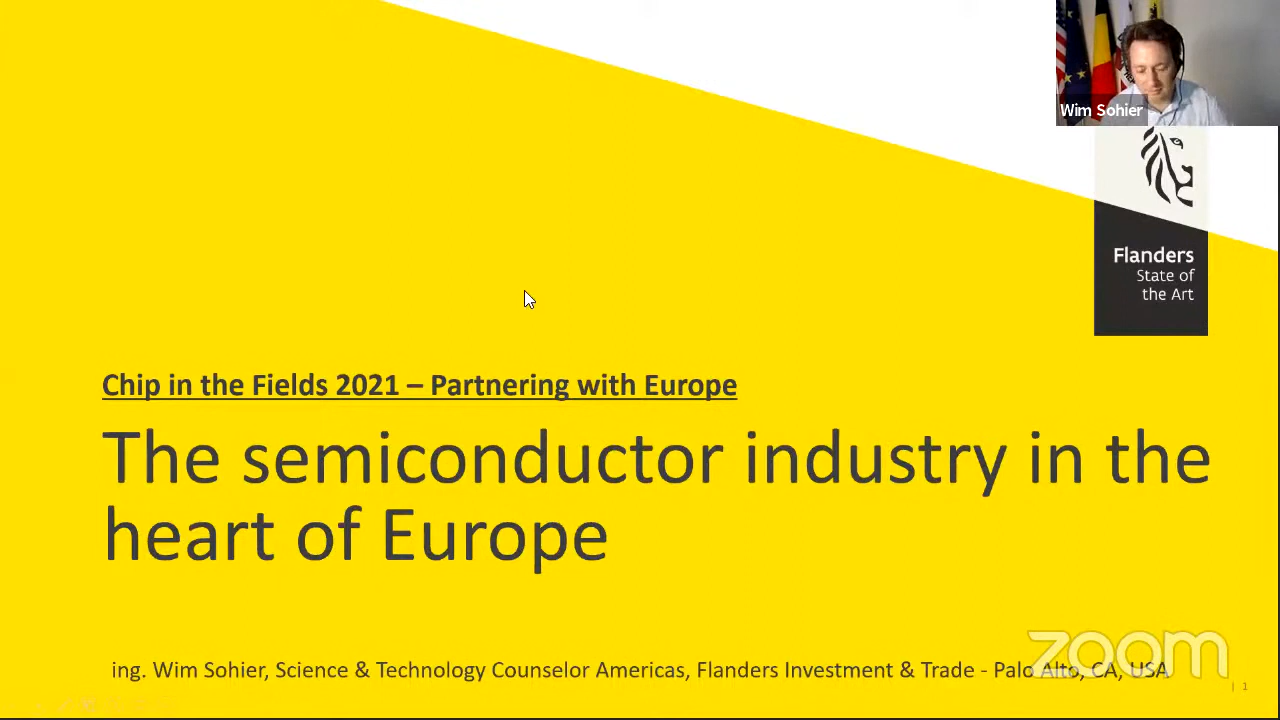 Wim Sohier
Flanders
State of
the Art
Chip in the Fields 2021 – Partnering with Europe
The semiconductor industry in the
heart of Europe
ing. Wim Sohier, Science & Technology Counselor Americas, Flanders Investment & Trade - Palo Alto, CA, USA
zoom
| 1